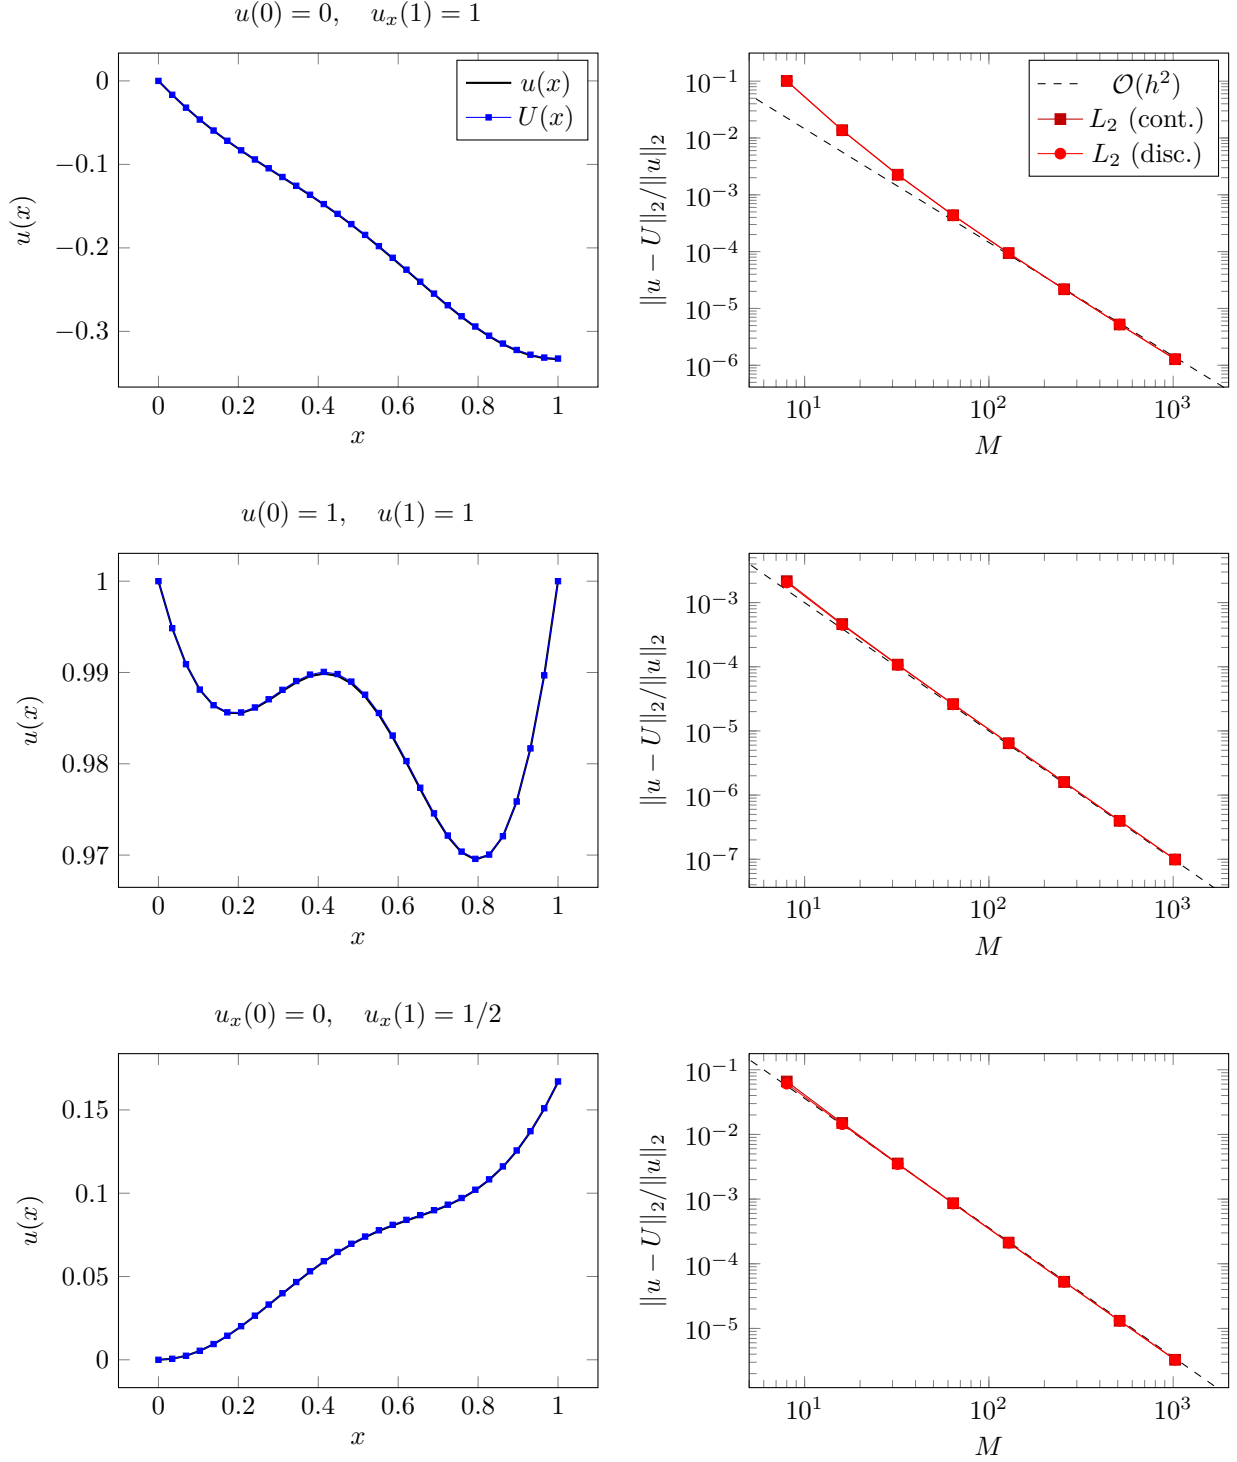 u(0) = 0, u_x(1) = 1
0
−0.1
−0.2
−0.3
u(x)
0 0.2 0.4 0.6 0.8 1
x
u(x)
U(x)
10^{-1}
10^{-2}
10^{-3}
10^{-4}
10^{-5}
10^{-6}
||u − U||_2/||u||_2
10^1 10^2 10^3
M
𝒪(h^2)
L_2 (cont.)
L_2 (disc.)
u(0) = 1, u(1) = 1
1
0.99
0.98
0.97
u(x)
0 0.2 0.4 0.6 0.8 1
x
10^{-3}
10^{-4}
10^{-5}
10^{-6}
10^{-7}
||u − U||_2/||u||_2
10^1 10^2 10^3
M
u_x(0) = 0, u_x(1) = 1/2
0.15
0.1
0.05
0
u(x)
0 0.2 0.4 0.6 0.8 1
x
10^{-1}
10^{-2}
10^{-3}
10^{-4}
10^{-5}
||u − U||_2/||u||_2
10^1 10^2 10^3
M